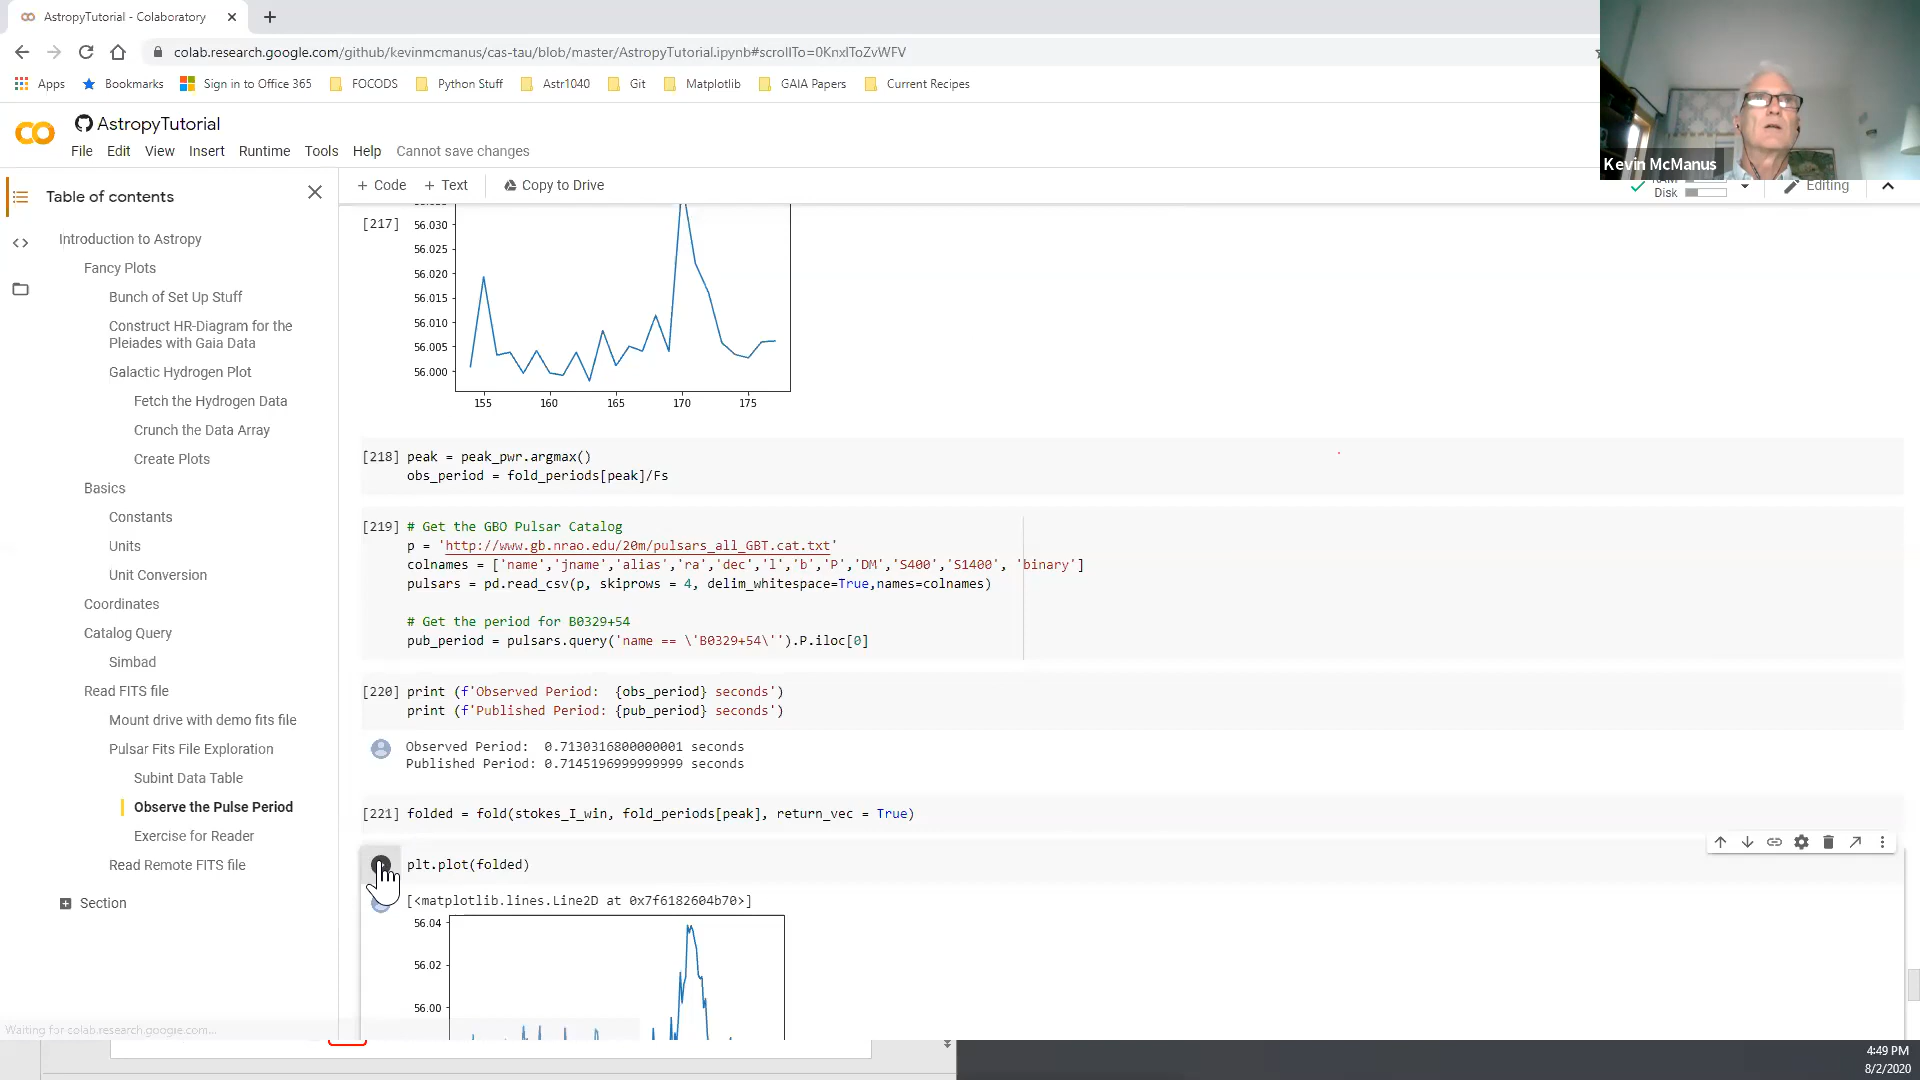 AstropyTutorial - Colaboratory
colab.research.google.com/github/kevinmcmanus/cas-tau/blob/master/AstropyTutorial.ipynb#scrollTo=0KnxlToZvWFV
Apps
Bookmarks
Sign in to Office 365
FOCODS
Python Stuff
Astr1040
Git
Matplotlib
GAIA Papers
Current Recipes
Kevin McManus
CO
AstropyTutorial
File Edit View Insert Runtime Tools Help Cannot save changes
+ Code + Text Copy to Drive
Disk
Editing
Table of contents
Introduction to Astropy
Fancy Plots
Bunch of Set Up Stuff
Construct HR-Diagram for the
Pleiades with Gaia Data
Galactic Hydrogen Plot
Fetch the Hydrogen Data
Crunch the Data Array
Create Plots
Basics
Constants
Units
Unit Conversion
Coordinates
Catalog Query
Simbad
Read FITS file
Mount drive with demo fits file
Pulsar Fits File Exploration
Subint Data Table
Observe the Pulse Period
Exercise for Reader
Read Remote FITS file
Section
[217]
56.030
56.025
56.020
56.015
56.010
56.005
56.000
155 160 165 170 175
[218] peak = peak_pwr.argmax()
obs_period = fold_periods[peak]/Fs
[219] # Get the GBO Pulsar Catalog
p = 'http://www.gb.nrao.edu/20m/pulsars_all_GBT.cat.txt'
colnames = ['name','jname','alias','ra','dec','l','b','P','DM','S400','S1400', 'binary']
pulsars = pd.read_csv(p, skiprows = 4, delim_whitespace=True,names=colnames)
# Get the period for B0329+54
pub_period = pulsars.query('name == \'B0329+54\'').P.iloc[0]
[220] print (f'Observed Period:  {obs_period} seconds')
print (f'Published Period: {pub_period} seconds')
Observed Period:  0.7130316800000001 seconds
Published Period: 0.7145196999999999 seconds
[221] folded = fold(stokes_I_win, fold_periods[peak], return_vec = True)
plt.plot(folded)
[<matplotlib.lines.Line2D at 0x7f6182604b70>]
56.04
56.02
56.00
Waiting for colab.research.google.com...
4:49 PM
8/2/2020